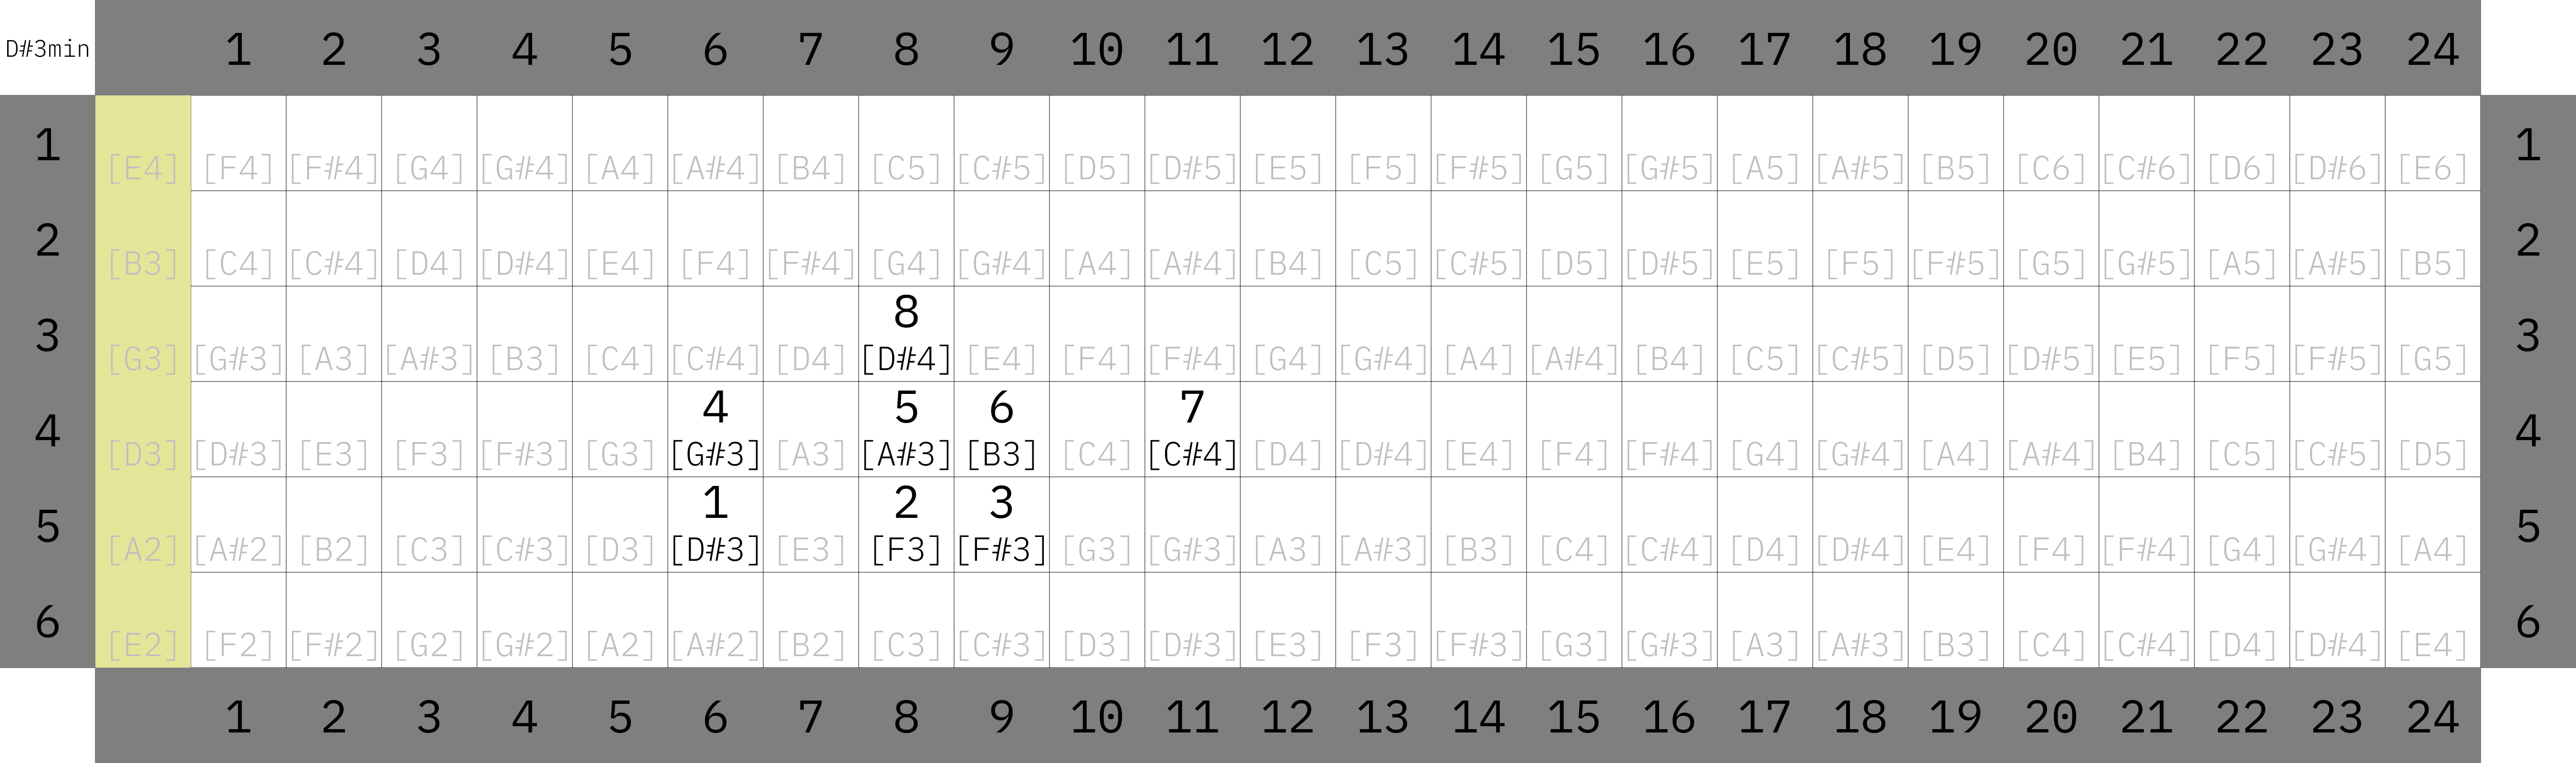 D#3min 1 2 3 4 5 6 7 8 9 10 11 12 13 14 15 16 17 18 19 20 21 22 23 24
1 [E4] [F4] [F#4] [G4] [G#4] [A4] [A#4] [B4] [C5] [C#5] [D5] [D#5] [E5] [F5] [F#5] [G5] [G#5] [A5] [A#5] [B5] [C6] [C#6] [D6] [D#6] [E6] 1
2 [B3] [C4] [C#4] [D4] [D#4] [E4] [F4] [F#4] [G4] [G#4] [A4] [A#4] [B4] [C5] [C#5] [D5] [D#5] [E5] [F5] [F#5] [G5] [G#5] [A5] [A#5] [B5] 2
8
3 [G3] [G#3] [A3] [A#3] [B3] [C4] [C#4] [D4] [D#4] [E4] [F4] [F#4] [G4] [G#4] [A4] [A#4] [B4] [C5] [C#5] [D5] [D#5] [E5] [F5] [F#5] [G5] 3
4 5 6 7
4 [D3] [D#3] [E3] [F3] [F#3] [G3] [G#3] [A3] [A#3] [B3] [C4] [C#4] [D4] [D#4] [E4] [F4] [F#4] [G4] [G#4] [A4] [A#4] [B4] [C5] [C#5] [D5] 4
1 2 3
5 [A2] [A#2] [B2] [C3] [C#3] [D3] [D#3] [E3] [F3] [F#3] [G3] [G#3] [A3] [A#3] [B3] [C4] [C#4] [D4] [D#4] [E4] [F4] [F#4] [G4] [G#4] [A4] 5
6 [E2] [F2] [F#2] [G2] [G#2] [A2] [A#2] [B2] [C3] [C#3] [D3] [D#3] [E3] [F3] [F#3] [G3] [G#3] [A3] [A#3] [B3] [C4] [C#4] [D4] [D#4] [E4] 6
1 2 3 4 5 6 7 8 9 10 11 12 13 14 15 16 17 18 19 20 21 22 23 24